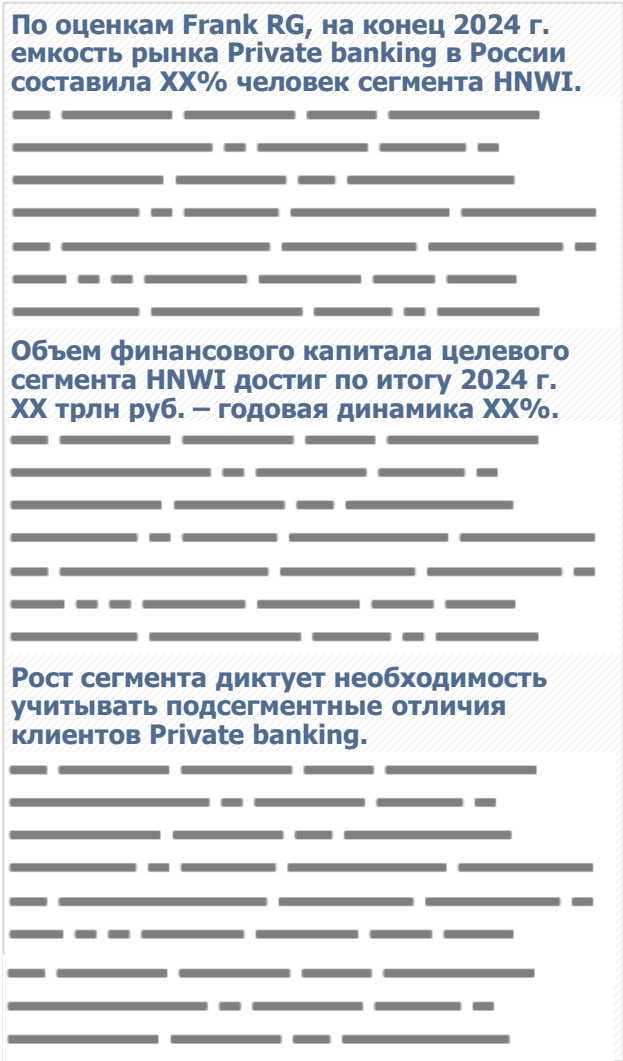 По оценкам Frank RG, на конец 2024 г.
емкость рынка Private banking в России
составила XX% человек сегмента HNWI.
Объем финансового капитала целевого
сегмента HNWI достиг по итогу 2024 г.
XX трлн руб. – годовая динамика XX%.
Рост сегмента диктует необходимость
учитывать подсегментные отличия
клиентов Private banking.